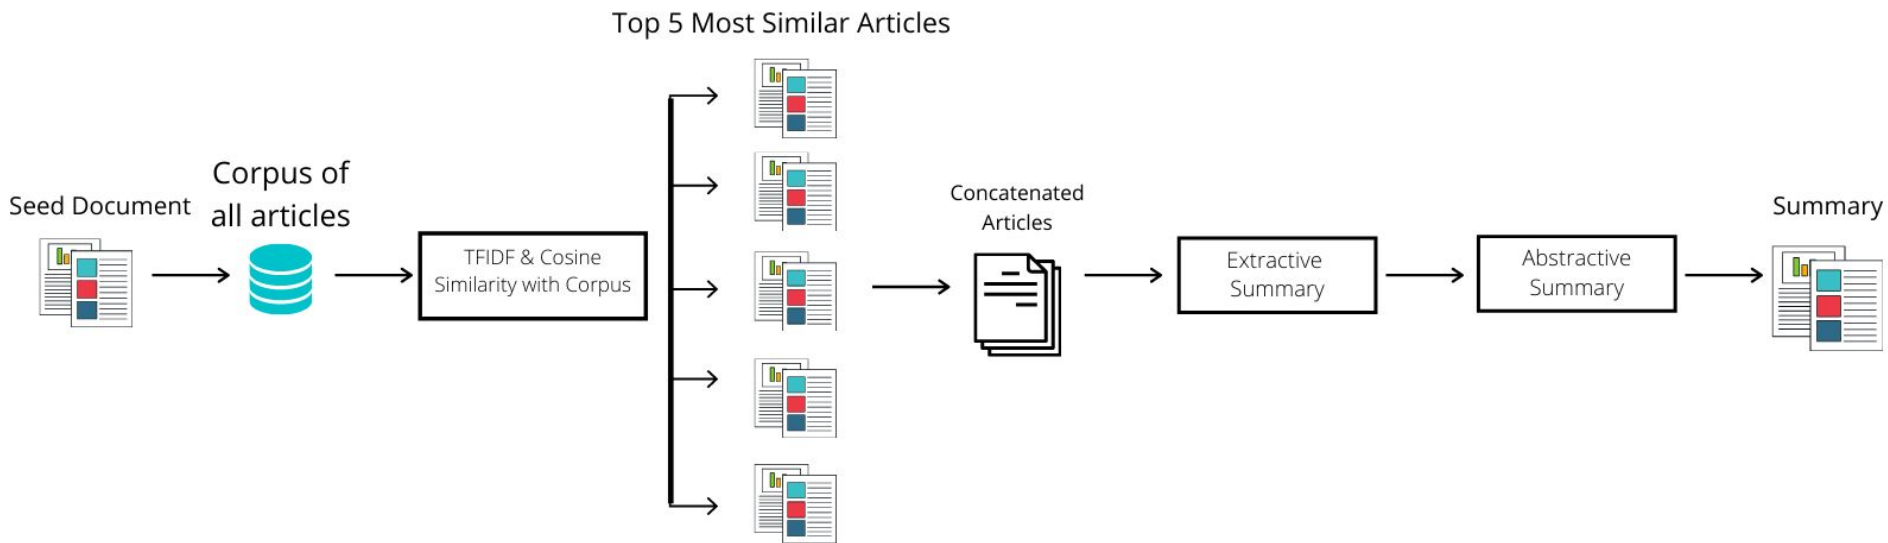 Top 5 Most Similar Articles
Seed Document
Corpus of
all articles
TFIDF & Cosine
Similarity with Corpus
Concatenated
Articles
Extractive
Summary
Abstractive
Summary
Summary